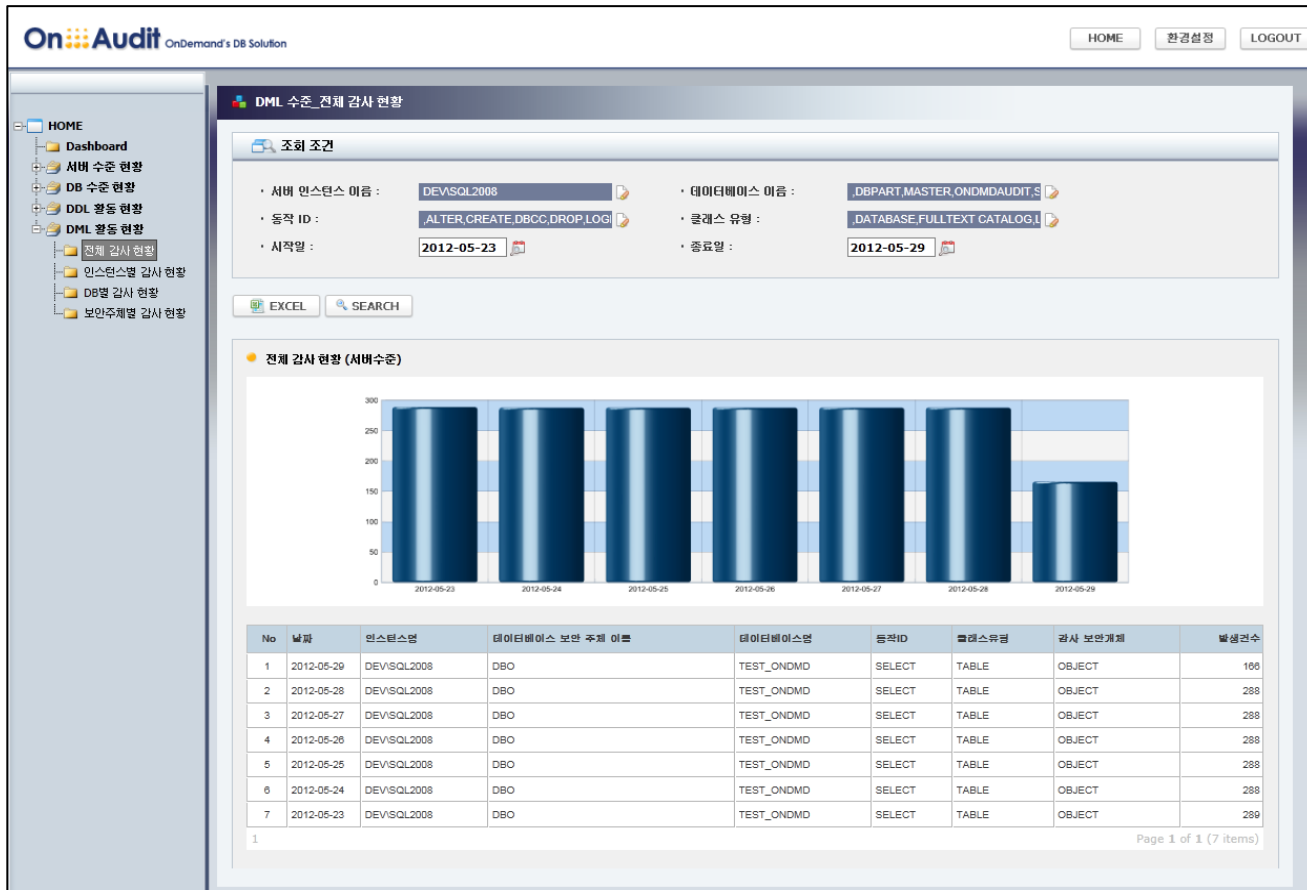 On Audit OnDemand's DB Solution
HOME 환경설정 LOGOUT
HOME
Dashboard
서버 수준 현황
DB 수준 현황
DDL 활동 현황
DML 활동 현황
전체 감사 현황
인스턴스별 감사 현황
DB별 감사 현황
보안주체별 감사 현황
DML 수준_전체 감사 현황
조회 조건
· 서버 인스턴스 이름 : DEV\SQL2008 · 데이터베이스 이름 : ,DBPART,MASTER,ONDMDAUDIT,S
· 동작 ID : ,ALTER,CREATE,DBCC,DROP,LOGI · 클래스 유형 : ,DATABASE,FULLTEXT CATALOG,L
· 시작일 : 2012-05-23 · 종료일 : 2012-05-29
EXCEL SEARCH
전체 감사 현황 (서버수준)
300
250
200
150
100
50
0
2012-05-23 2012-05-24 2012-05-25 2012-05-26 2012-05-27 2012-05-28 2012-05-29
No 날짜 인스턴스명 데이터베이스 보안 주체 이름 데이터베이스명 동작ID 클래스유형 감사 보안개체 발생건수
1 2012-05-29 DEV\SQL2008 DBO TEST_ONDMD SELECT TABLE OBJECT 166
2 2012-05-28 DEV\SQL2008 DBO TEST_ONDMD SELECT TABLE OBJECT 288
3 2012-05-27 DEV\SQL2008 DBO TEST_ONDMD SELECT TABLE OBJECT 288
4 2012-05-26 DEV\SQL2008 DBO TEST_ONDMD SELECT TABLE OBJECT 288
5 2012-05-25 DEV\SQL2008 DBO TEST_ONDMD SELECT TABLE OBJECT 288
6 2012-05-24 DEV\SQL2008 DBO TEST_ONDMD SELECT TABLE OBJECT 288
7 2012-05-23 DEV\SQL2008 DBO TEST_ONDMD SELECT TABLE OBJECT 289
1 Page 1 of 1 (7 items)